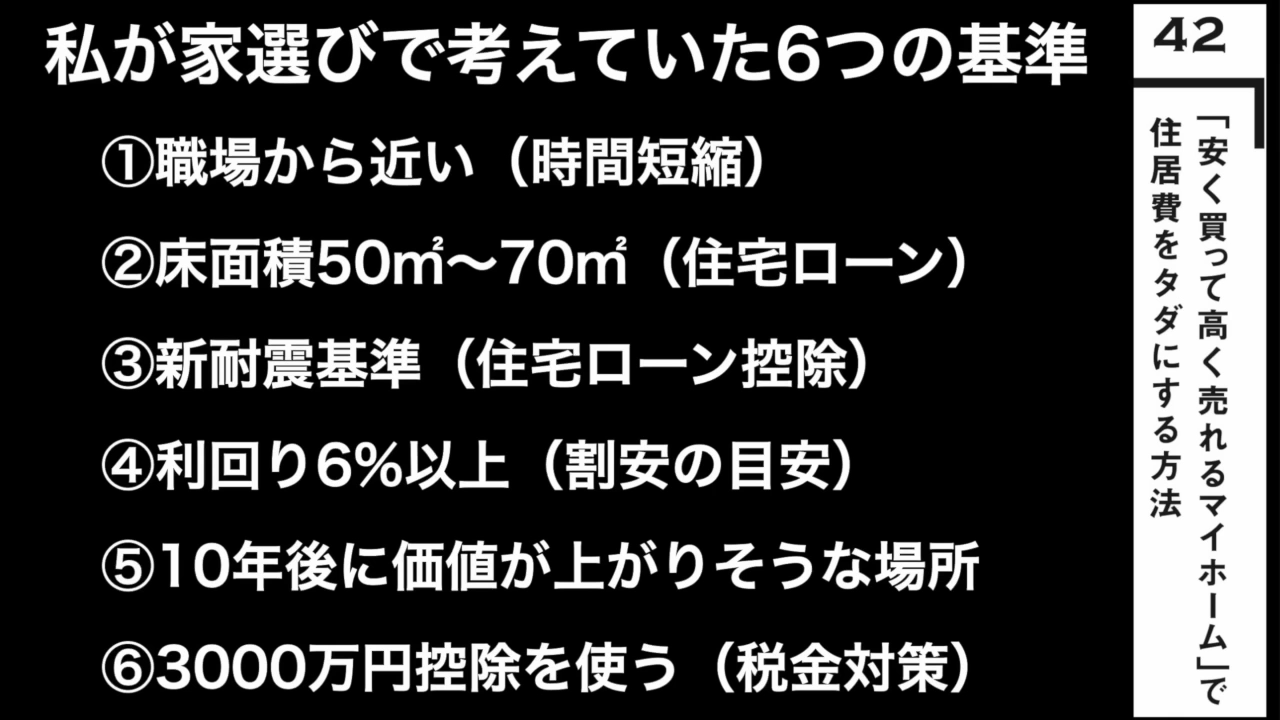 私が家選びで考えていた6つの基準
①職場から近い（時間短縮）
②床面積50㎡〜70㎡（住宅ローン）
③新耐震基準（住宅ローン控除）
④利回り6%以上（割安の目安）
⑤10年後に価値が上がりそうな場所
⑥3000万円控除を使う（税金対策）
42
「安く買って高く売れるマイホーム」で
住居費をタダにする方法